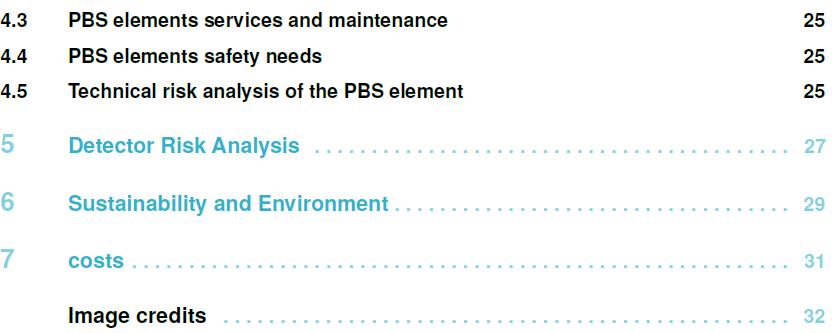 4.3 PBS elements services and maintenance 25
4.4 PBS elements safety needs 25
4.5 Technical risk analysis of the PBS element 25
5 Detector Risk Analysis . . . . . . . . . . . . . . . . . . . . . . . . . . . . . . . . . . . . . . . . . . 27
6 Sustainability and Environment . . . . . . . . . . . . . . . . . . . . . . . . . . . . . . . . . . . 29
7 costs . . . . . . . . . . . . . . . . . . . . . . . . . . . . . . . . . . . . . . . . . . . . . . . . . . . . . . . . . . 31
Image credits . . . . . . . . . . . . . . . . . . . . . . . . . . . . . . . . . . . . . . . . . . . . . . . . . . 32